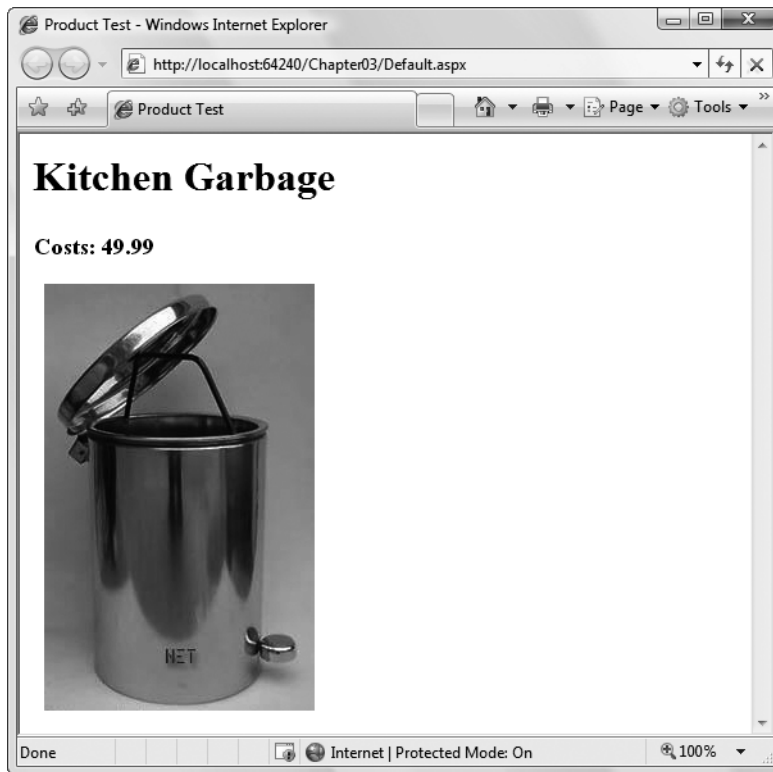 Product Test - Windows Internet Explorer
http://localhost:64240/Chapter03/Default.aspx
Product Test
Page
Tools
»
Kitchen Garbage
Costs: 49.99
NET
Done
Internet | Protected Mode: On
100%